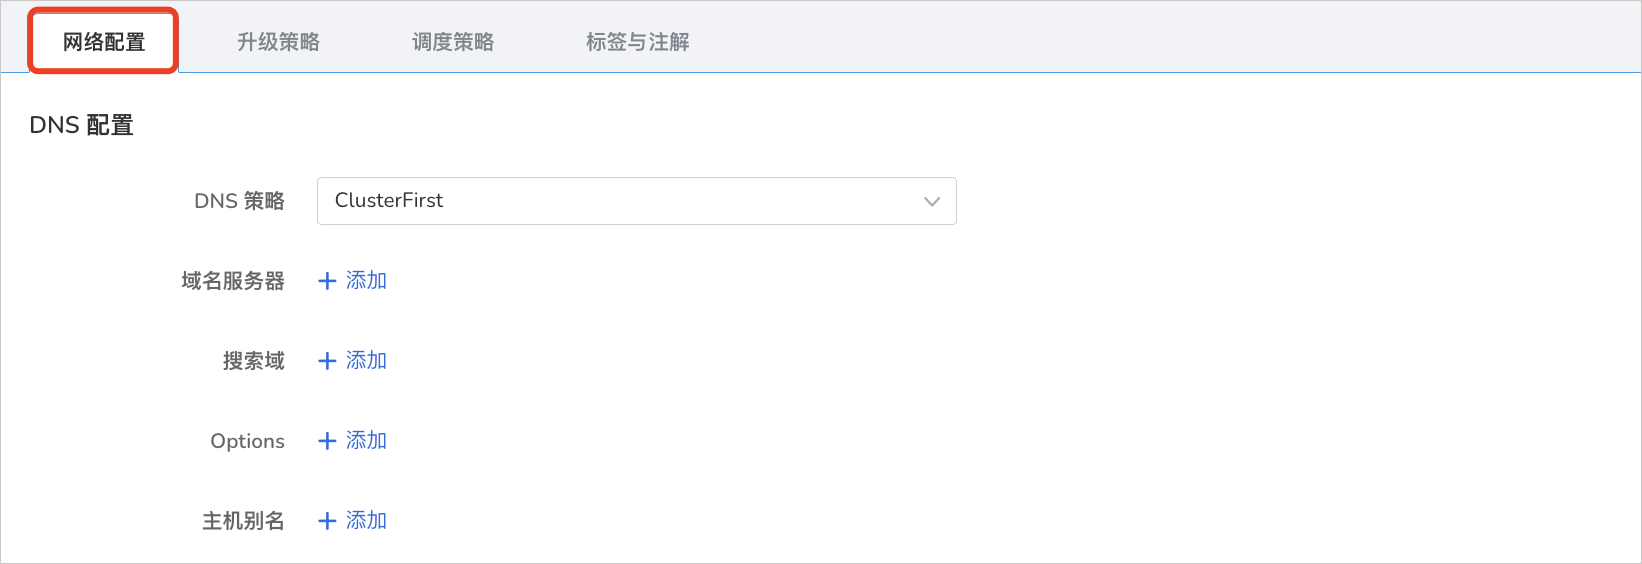 网络配置 升级策略 调度策略 标签与注解
DNS 配置
DNS 策略 ClusterFirst
域名服务器 + 添加
搜索域 + 添加
Options + 添加
主机别名 + 添加